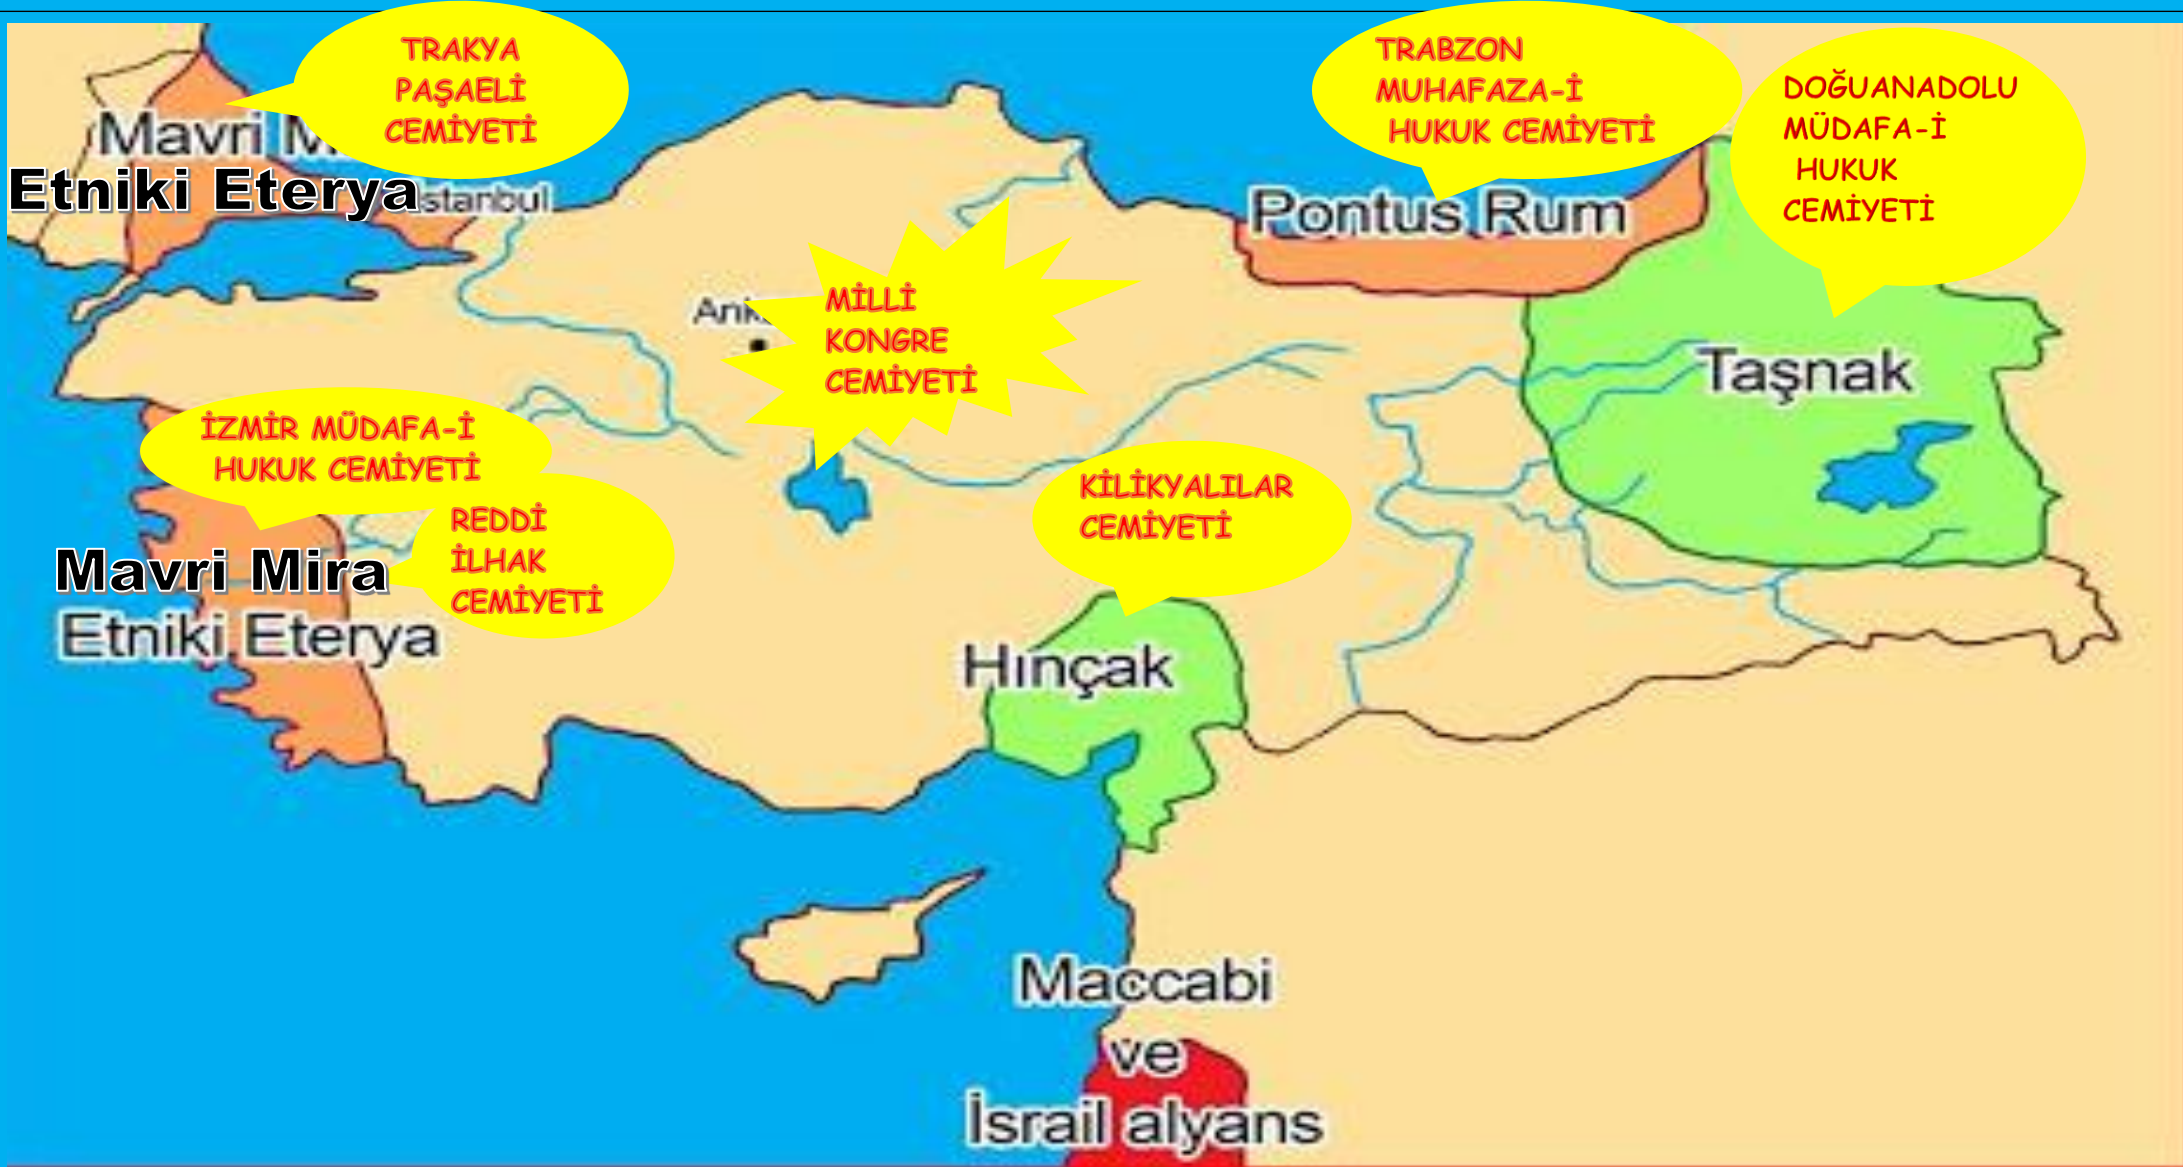 TRAKYA
PAŞAELİ
CEMİYETİ
TRABZON
MUHAFAZA-İ
HUKUK CEMİYETİ
DOĞUANADOLU
MÜDAFA-İ
HUKUK
CEMİYETİ
Mavri M
Etniki Eterya
stanbul
Pontus Rum
MİLLİ
KONGRE
CEMİYETİ
Ank
Taşnak
İZMİR MÜDAFA-İ
HUKUK CEMİYETİ
REDDİ
İLHAK
CEMİYETİ
KİLİKYALILAR
CEMİYETİ
Mavri Mira
Etniki Eterya
Hınçak
Maccabi
ve
İsrail alyans